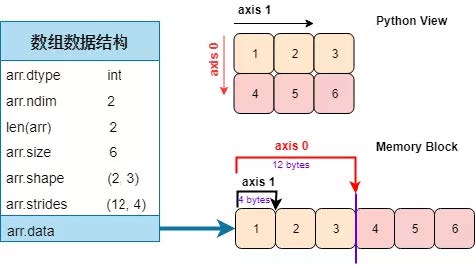 数组数据结构
arr.dtype int
arr.ndim 2
len(arr) 2
arr.size 6
arr.shape (2, 3)
arr.strides (12, 4)
arr.data
axis 1
Python View
axis 0
1 2 3
4 5 6
axis 0
Memory Block
12 bytes
axis 1
4 bytes
1 2 3 4 5 6